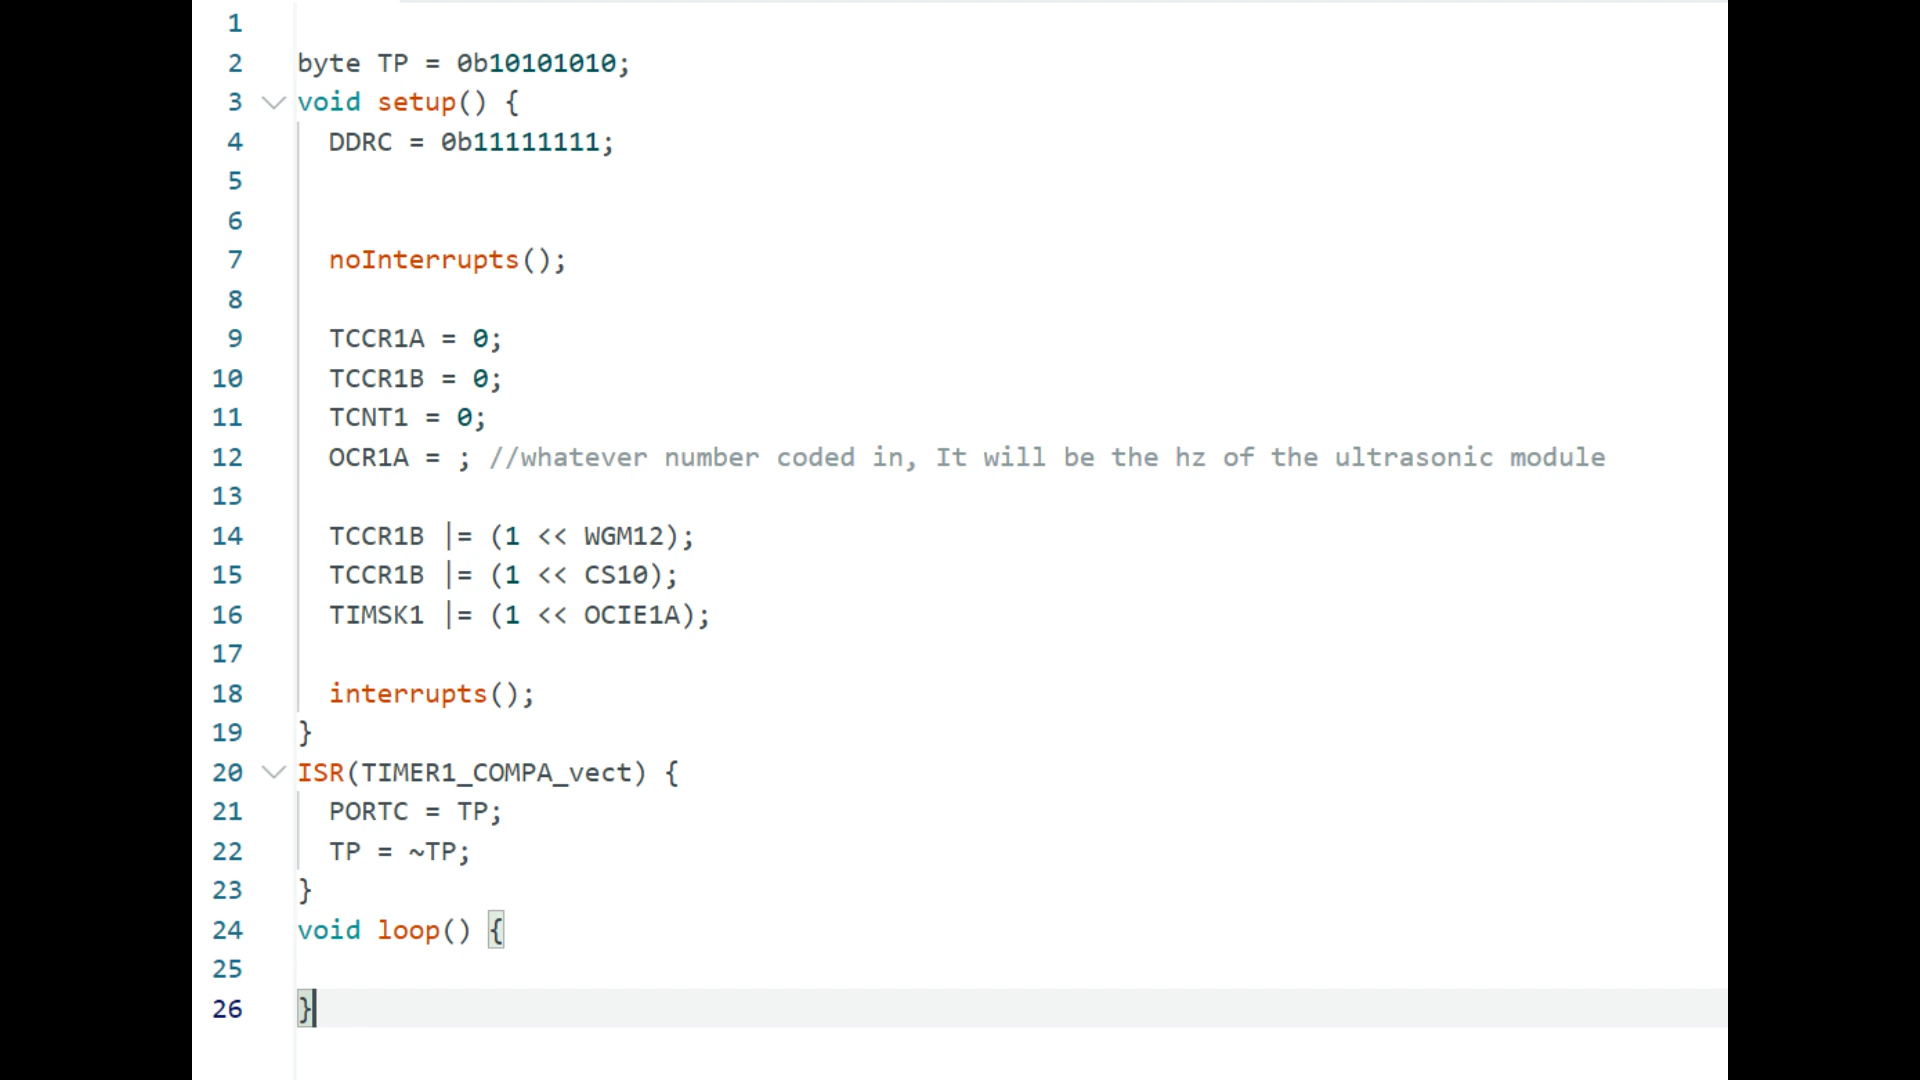 1
2 byte TP = 0b10101010;
3 void setup() {
4 DDRC = 0b11111111;
5
6
7 noInterrupts();
8
9 TCCR1A = 0;
10 TCCR1B = 0;
11 TCNT1 = 0;
12 OCR1A = ; //whatever number coded in, It will be the hz of the ultrasonic module
13
14 TCCR1B |= (1 << WGM12);
15 TCCR1B |= (1 << CS10);
16 TIMSK1 |= (1 << OCIE1A);
17
18 interrupts();
19 }
20 ISR(TIMER1_COMPA_vect) {
21 PORTC = TP;
22 TP = ~TP;
23 }
24 void loop() {
25
26 }